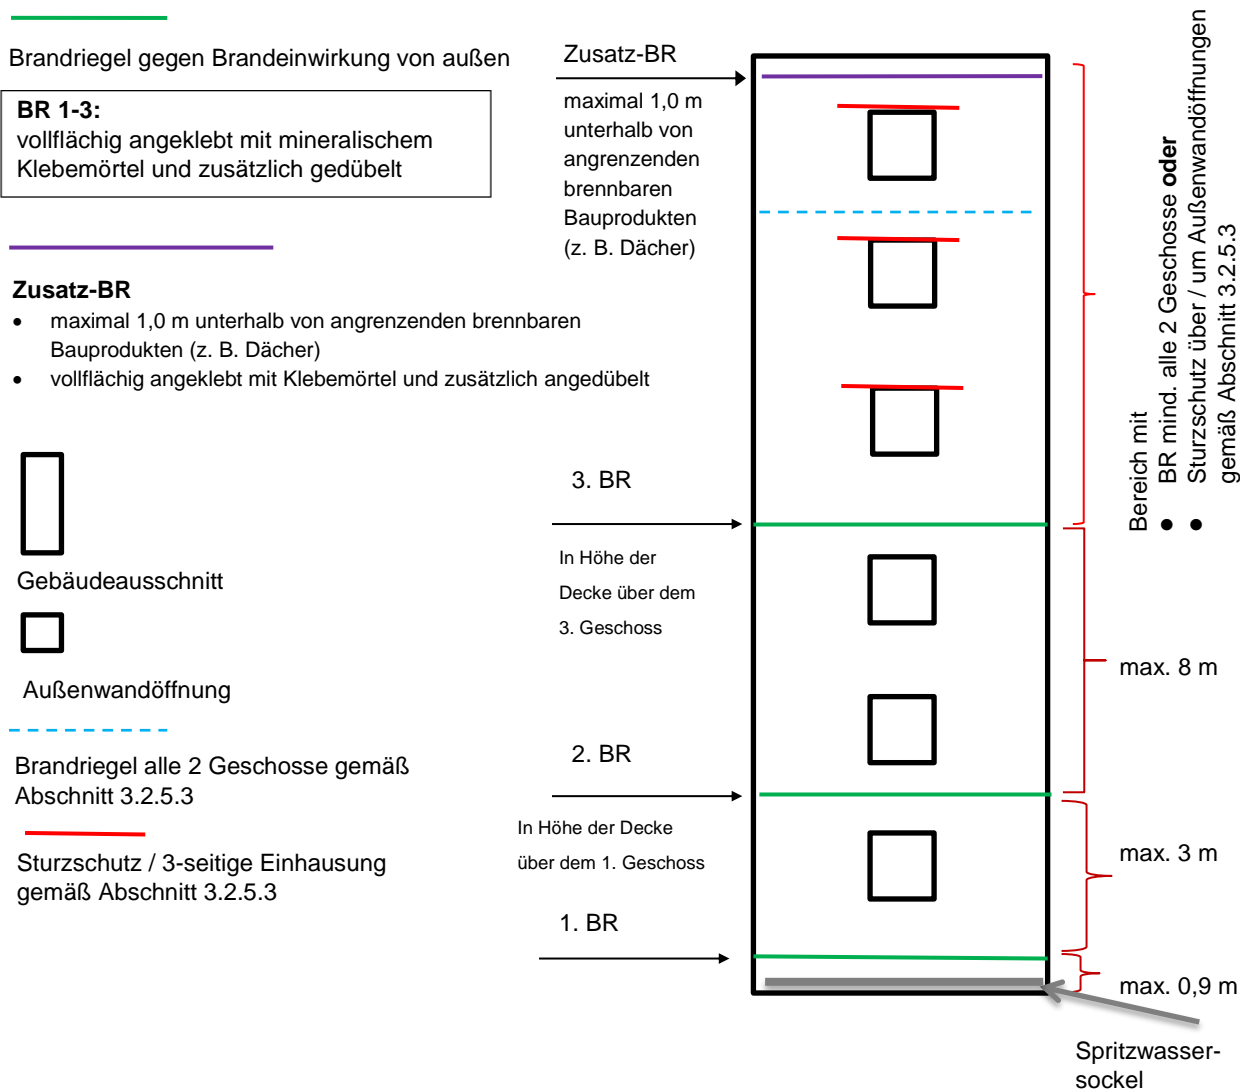 Brandriegel gegen Brandeinwirkung von außen
BR 1-3:
vollflächig angeklebt mit mineralischem
Klebemörtel und zusätzlich gedübelt
Zusatz-BR
• maximal 1,0 m unterhalb von angrenzenden brennbaren
Bauprodukten (z. B. Dächer)
• vollflächig angeklebt mit Klebemörtel und zusätzlich angedübelt
Gebäudeausschnitt
Außenwandöffnung
Brandriegel alle 2 Geschosse gemäß
Abschnitt 3.2.5.3
Sturzschutz / 3-seitige Einhausung
gemäß Abschnitt 3.2.5.3
Zusatz-BR
maximal 1,0 m
unterhalb von
angrenzenden
brennbaren
Bauprodukten
(z. B. Dächer)
3. BR
In Höhe der
Decke über dem
3. Geschoss
2. BR
In Höhe der Decke
über dem 1. Geschoss
1. BR
Bereich mit
• BR mind. alle 2 Geschosse oder
• Sturzschutz über / um Außenwandöffnungen
gemäß Abschnitt 3.2.5.3
max. 8 m
max. 3 m
max. 0,9 m
Spritzwasser-
sockel